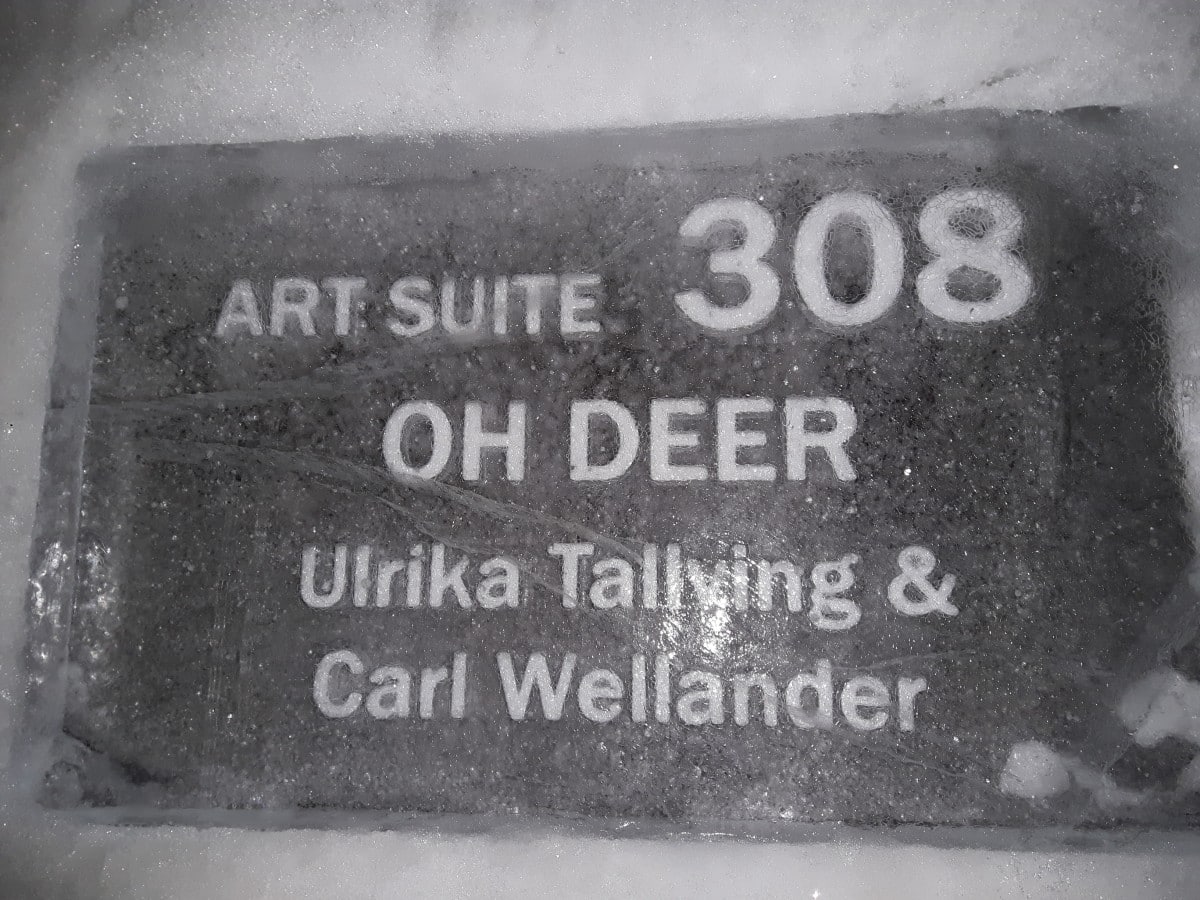 ART SUITE 308
OH DEER
Ulrika Tallving &
Carl Wellander